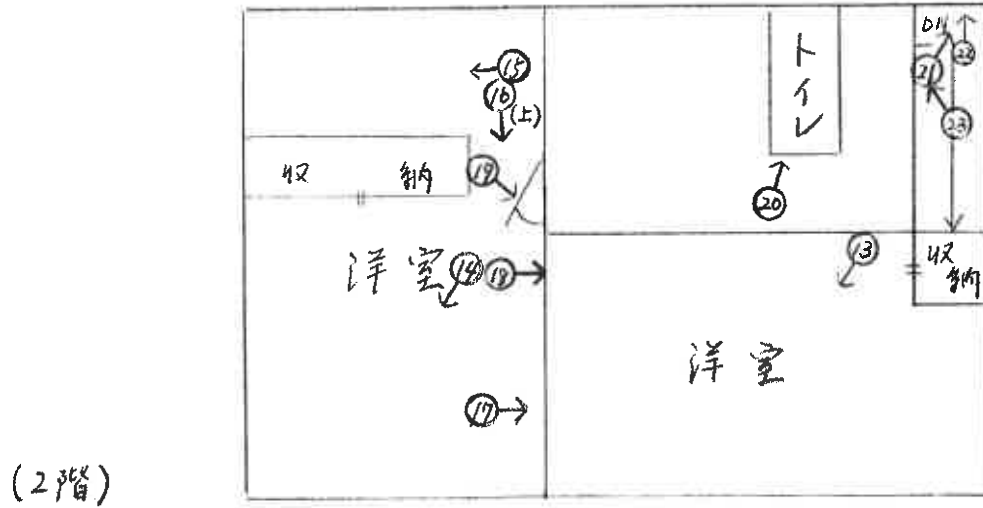 ⑮
⑯
(上)
トイレ
㉑
㉒
㉓
収納
⑲
⑳
洋室
⑭
⑱
⑬
収納
洋室
⑰
(2階)